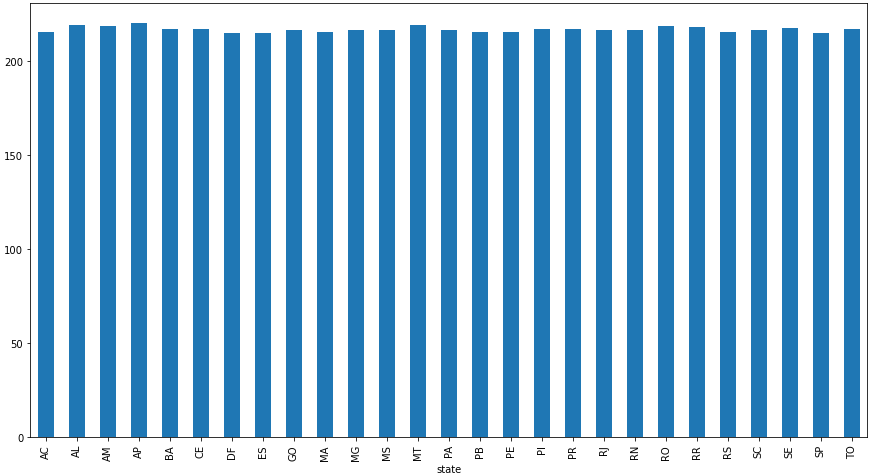 200
150
100
50
0
AC AL AM AP BA CE DF ES GO MA MG MS MT PA PB PE PI PR RJ RN RO RR RS SC SE SP TO
state